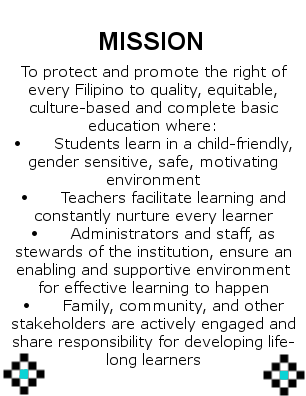 MISSION
To protect and promote the right of
every Filipino to quality, equitable,
culture-based and complete basic
education where:
• Students learn in a child-friendly,
gender sensitive, safe, motivating
environment
• Teachers facilitate learning and
constantly nurture every learner
• Administrators and staff, as
stewards of the institution, ensure an
enabling and supportive environment
for effective learning to happen
• Family, community, and other
stakeholders are actively engaged and
share responsibility for developing life-
long learners